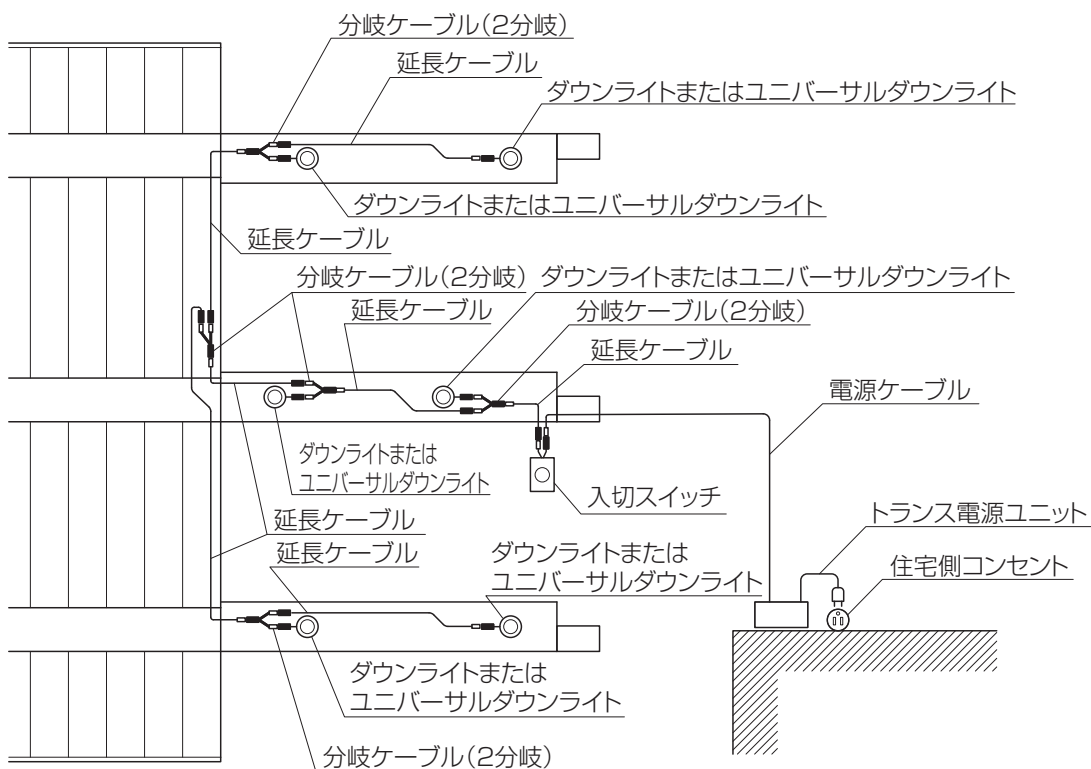 分岐ケーブル(2分岐)
延長ケーブル
ダウンライトまたはユニバーサルダウンライト
ダウンライトまたはユニバーサルダウンライト
延長ケーブル
分岐ケーブル(2分岐)
ダウンライトまたはユニバーサルダウンライト
延長ケーブル
分岐ケーブル(2分岐)
延長ケーブル
電源ケーブル
ダウンライトまたは
ユニバーサルダウンライト
入切スイッチ
延長ケーブル
トランス電源ユニット
延長ケーブル
ダウンライトまたは
ユニバーサルダウンライト
住宅側コンセント
ダウンライトまたは
ユニバーサルダウンライト
分岐ケーブル(2分岐)